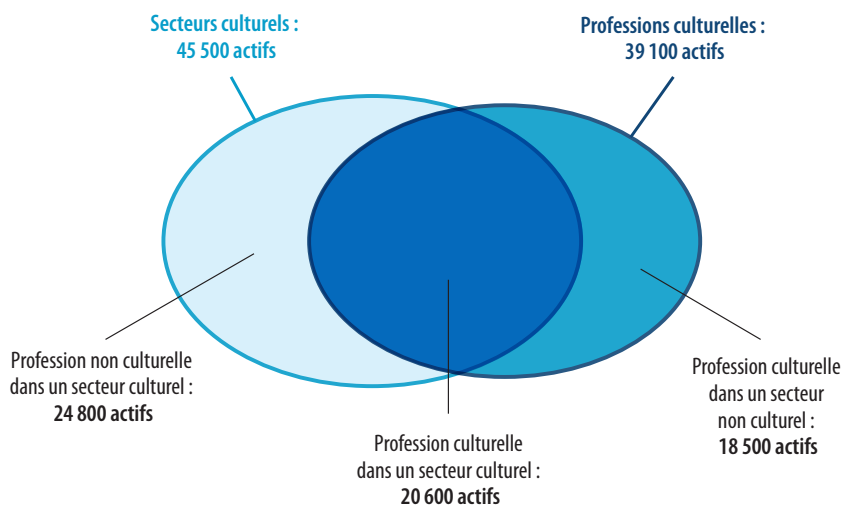 Secteurs culturels :
45 500 actifs
Professions culturelles :
39 100 actifs
Profession non culturelle
dans un secteur culturel :
24 800 actifs
Profession culturelle
dans un secteur culturel :
20 600 actifs
Profession culturelle
dans un secteur
non culturel :
18 500 actifs